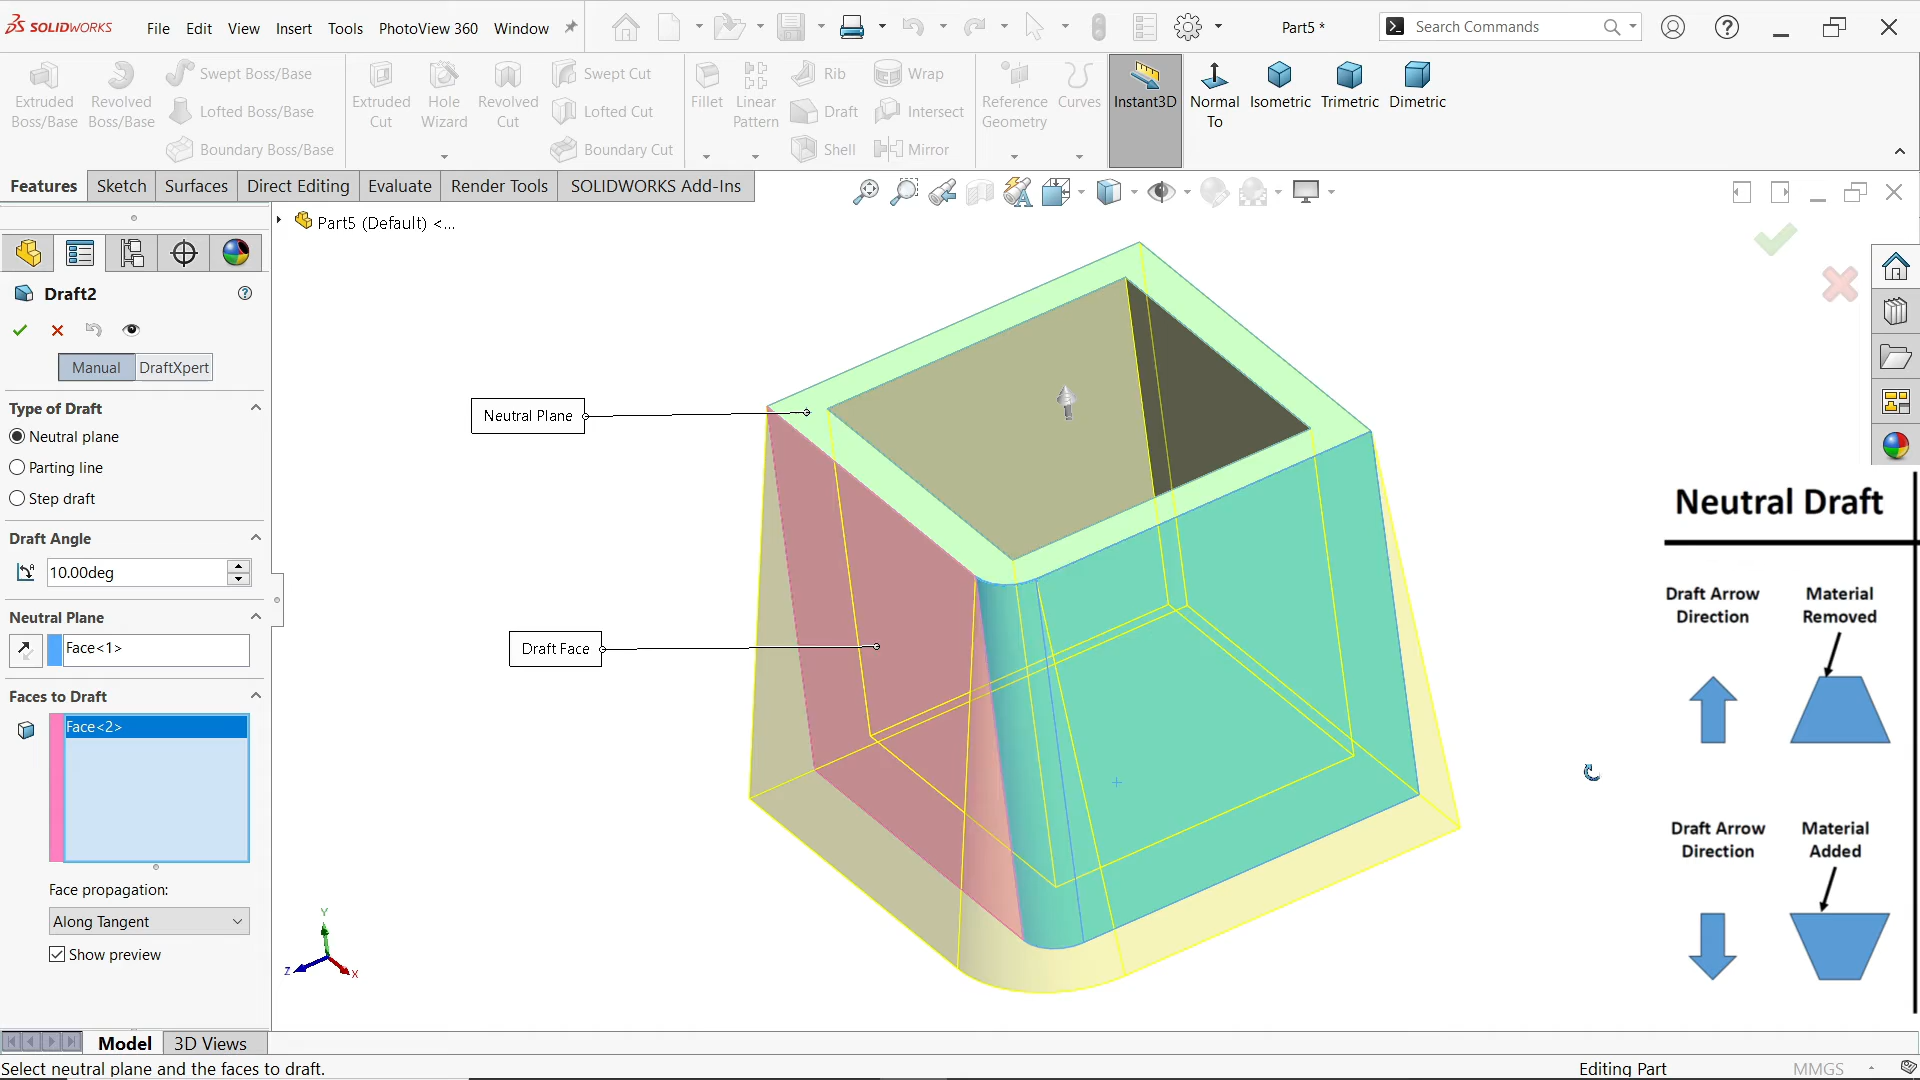 SOLIDWORKS
File Edit View Insert Tools PhotoView 360 Window
Part5 *
Search Commands
Extruded Boss/Base
Revolved Boss/Base
Swept Boss/Base
Lofted Boss/Base
Boundary Boss/Base
Extruded Cut
Hole Wizard
Revolved Cut
Swept Cut
Lofted Cut
Boundary Cut
Fillet
Linear Pattern
Rib
Draft
Shell
Wrap
Intersect
Mirror
Reference Geometry
Curves
Instant3D
Normal To
Isometric
Trimetric
Dimetric
Features Sketch Surfaces Direct Editing Evaluate Render Tools SOLIDWORKS Add-Ins
Part5 (Default) <...
Draft2
Manual DraftXpert
Type of Draft
Neutral plane
Parting line
Step draft
Draft Angle
10.00deg
Neutral Plane
Face<1>
Faces to Draft
Face<2>
Face propagation:
Along Tangent
Show preview
Neutral Plane
Draft Face
Y
Z
X
Neutral Draft
Draft Arrow Direction
Material Removed
Draft Arrow Direction
Material Added
Model 3D Views
Select neutral plane and the faces to draft.
Editing Part
MMGS